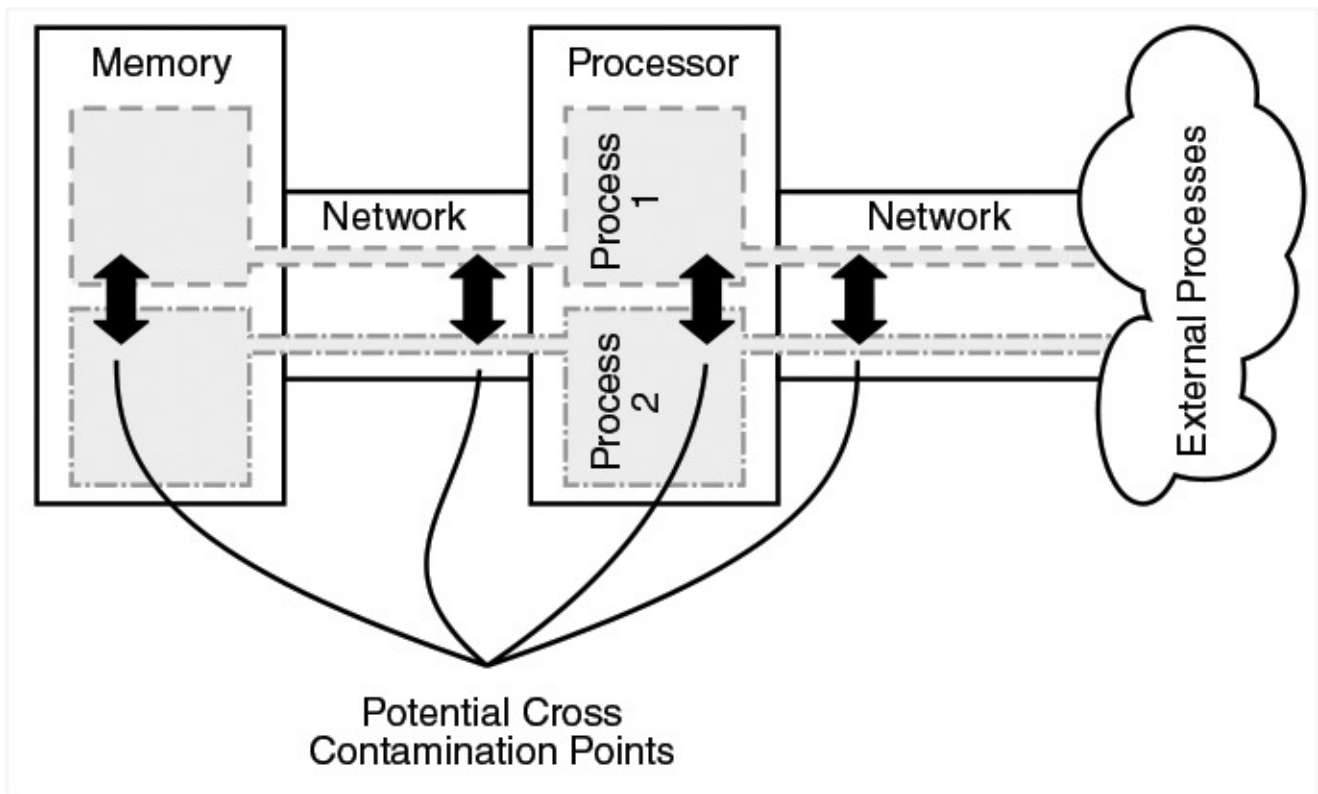 Memory
Processor
Network
Process
1
Network
External Processes
Process
2
Potential Cross
Contamination Points